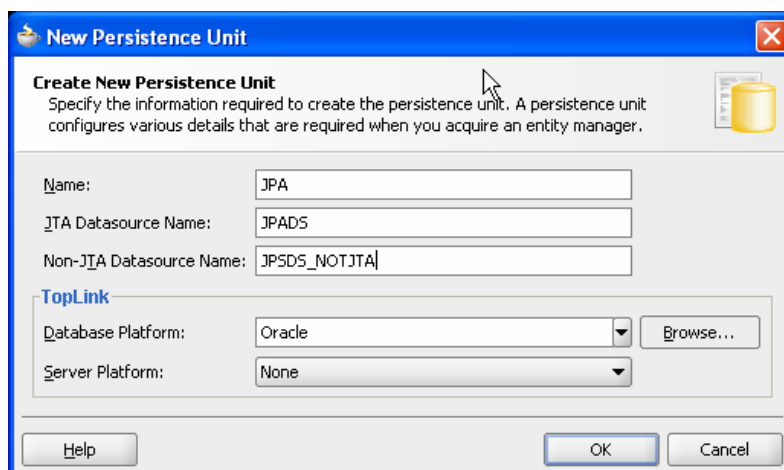 New Persistence Unit
Create New Persistence Unit
Specify the information required to create the persistence unit. A persistence unit
configures various details that are required when you acquire an entity manager.
Name: JPA
JTA Datasource Name: JPADS
Non-JTA Datasource Name: JPSDS_NOTJTA
TopLink
Database Platform: Oracle Browse...
Server Platform: None
Help OK Cancel